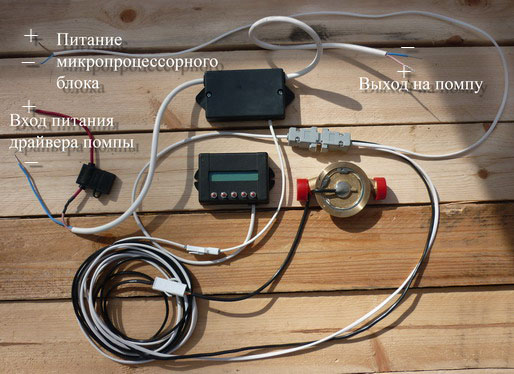 +
Питание
микропроцессорного
блока
−
−
+
Выход на помпу
+
Вход питания
драйвера помпы
−